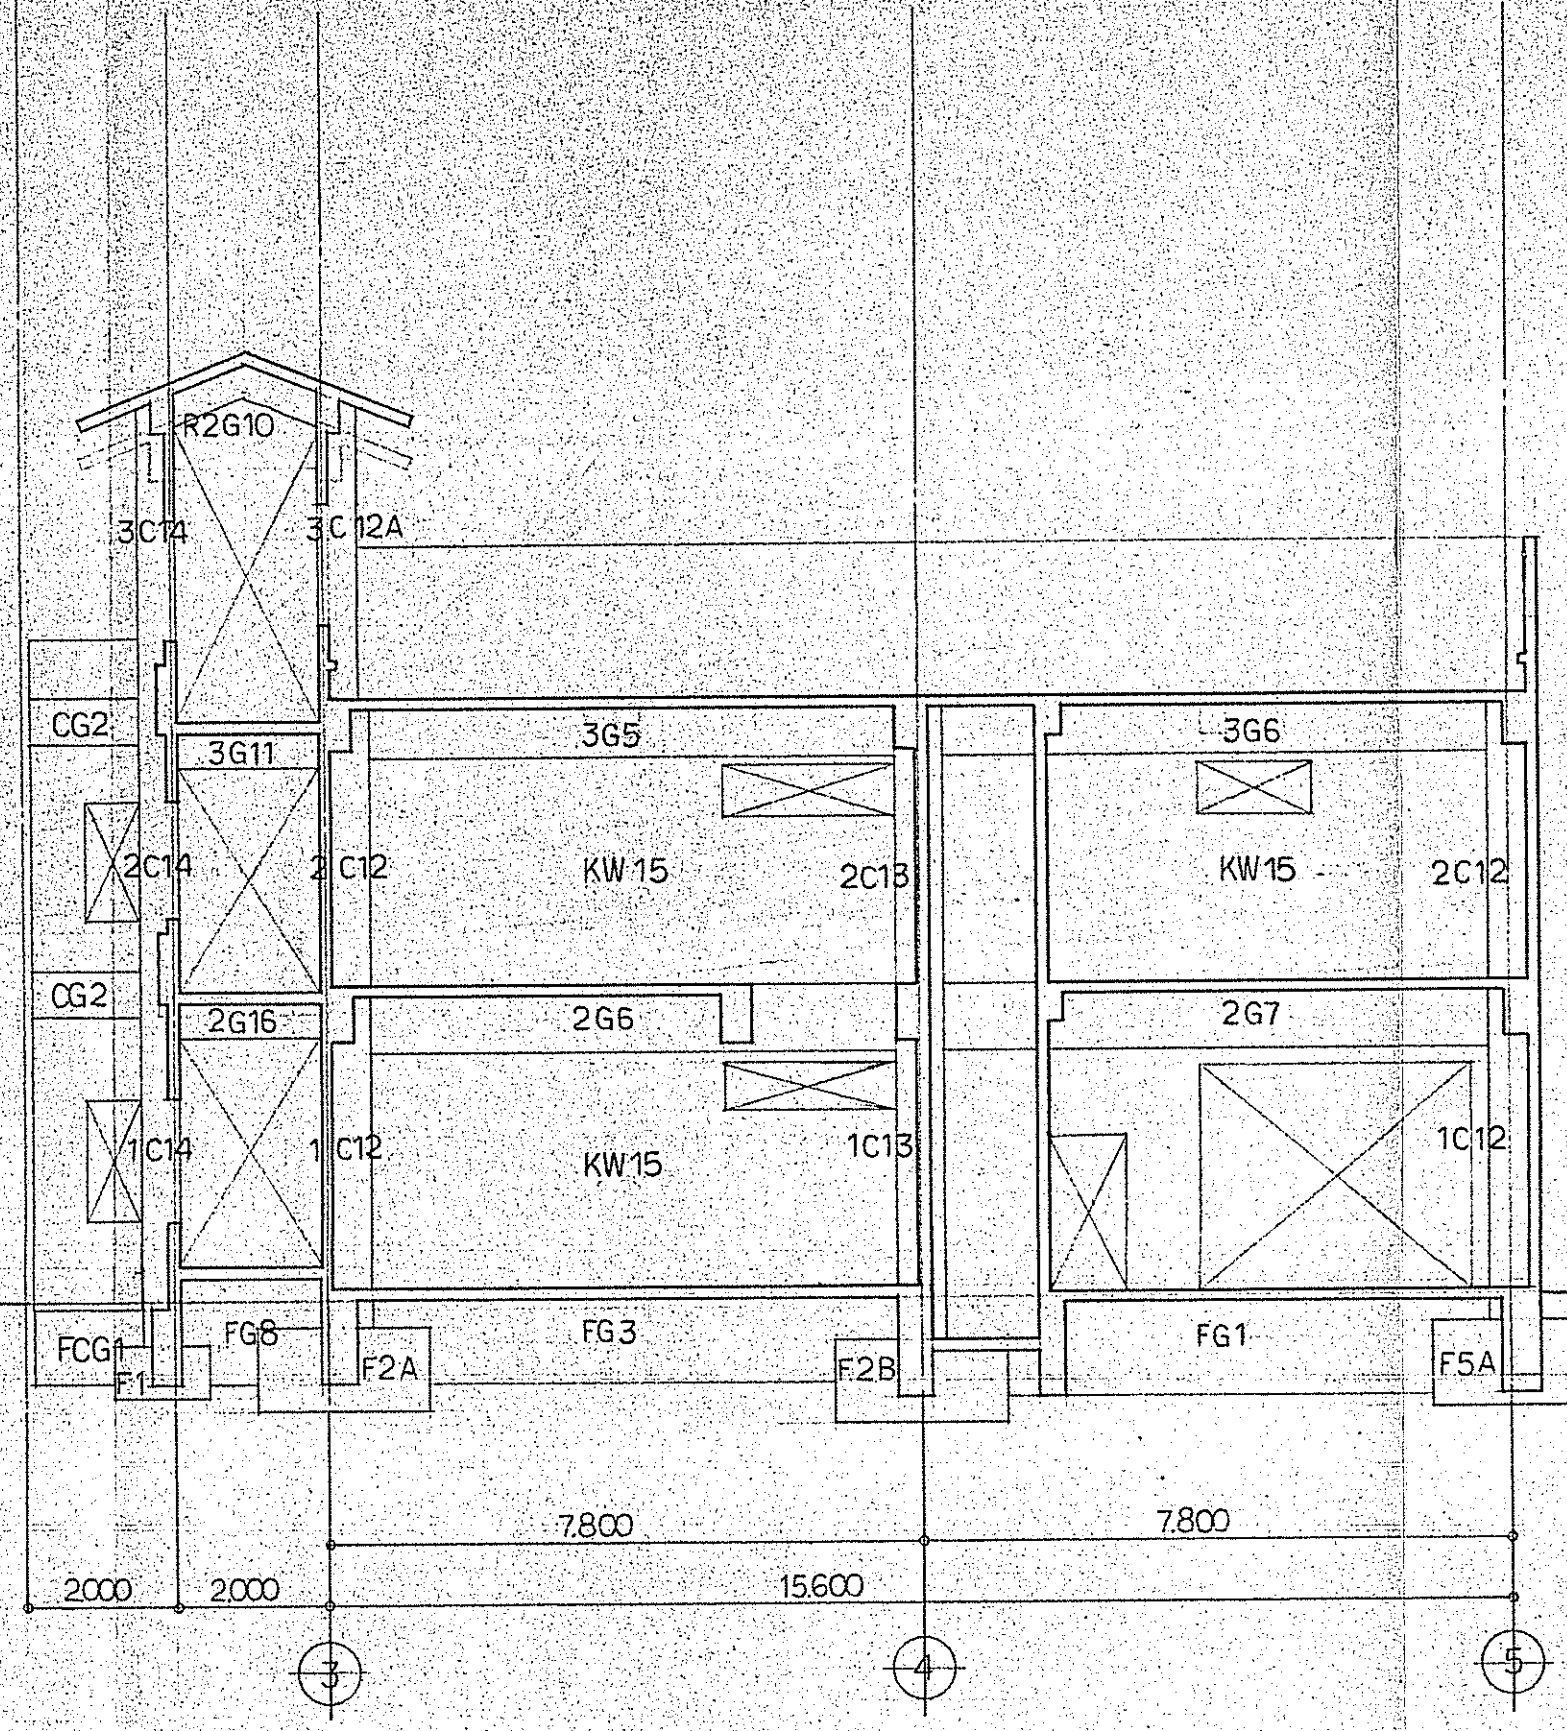 R2G10
3C14
3C12A
CG2
3G11
3G5
3G6
2C14
2C12
KW15
2C13
KW15
2C12
CG2
2G16
2G6
2G7
1C14
1C12
KW15
1C13
1C12
FCG1
F1
FG8
F2A
FG3
F2B
FG1
F5A
7.800
7.800
2.000
2.000
15.600
3
4
5